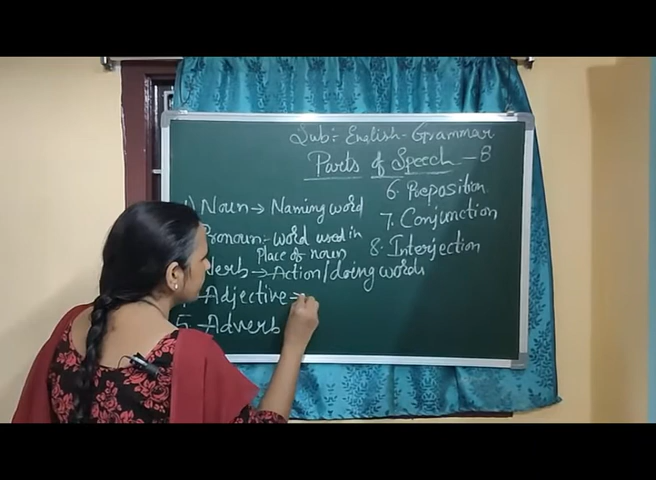 Sub:- English - Grammar
Parts of Speech - 8
1) Noun → Naming word
Pronoun:- word used in
Place of noun
Verb → Action/doing words
Adjective →
5. Adverb
6. Preposition
7. Conjunction
8. Interjection